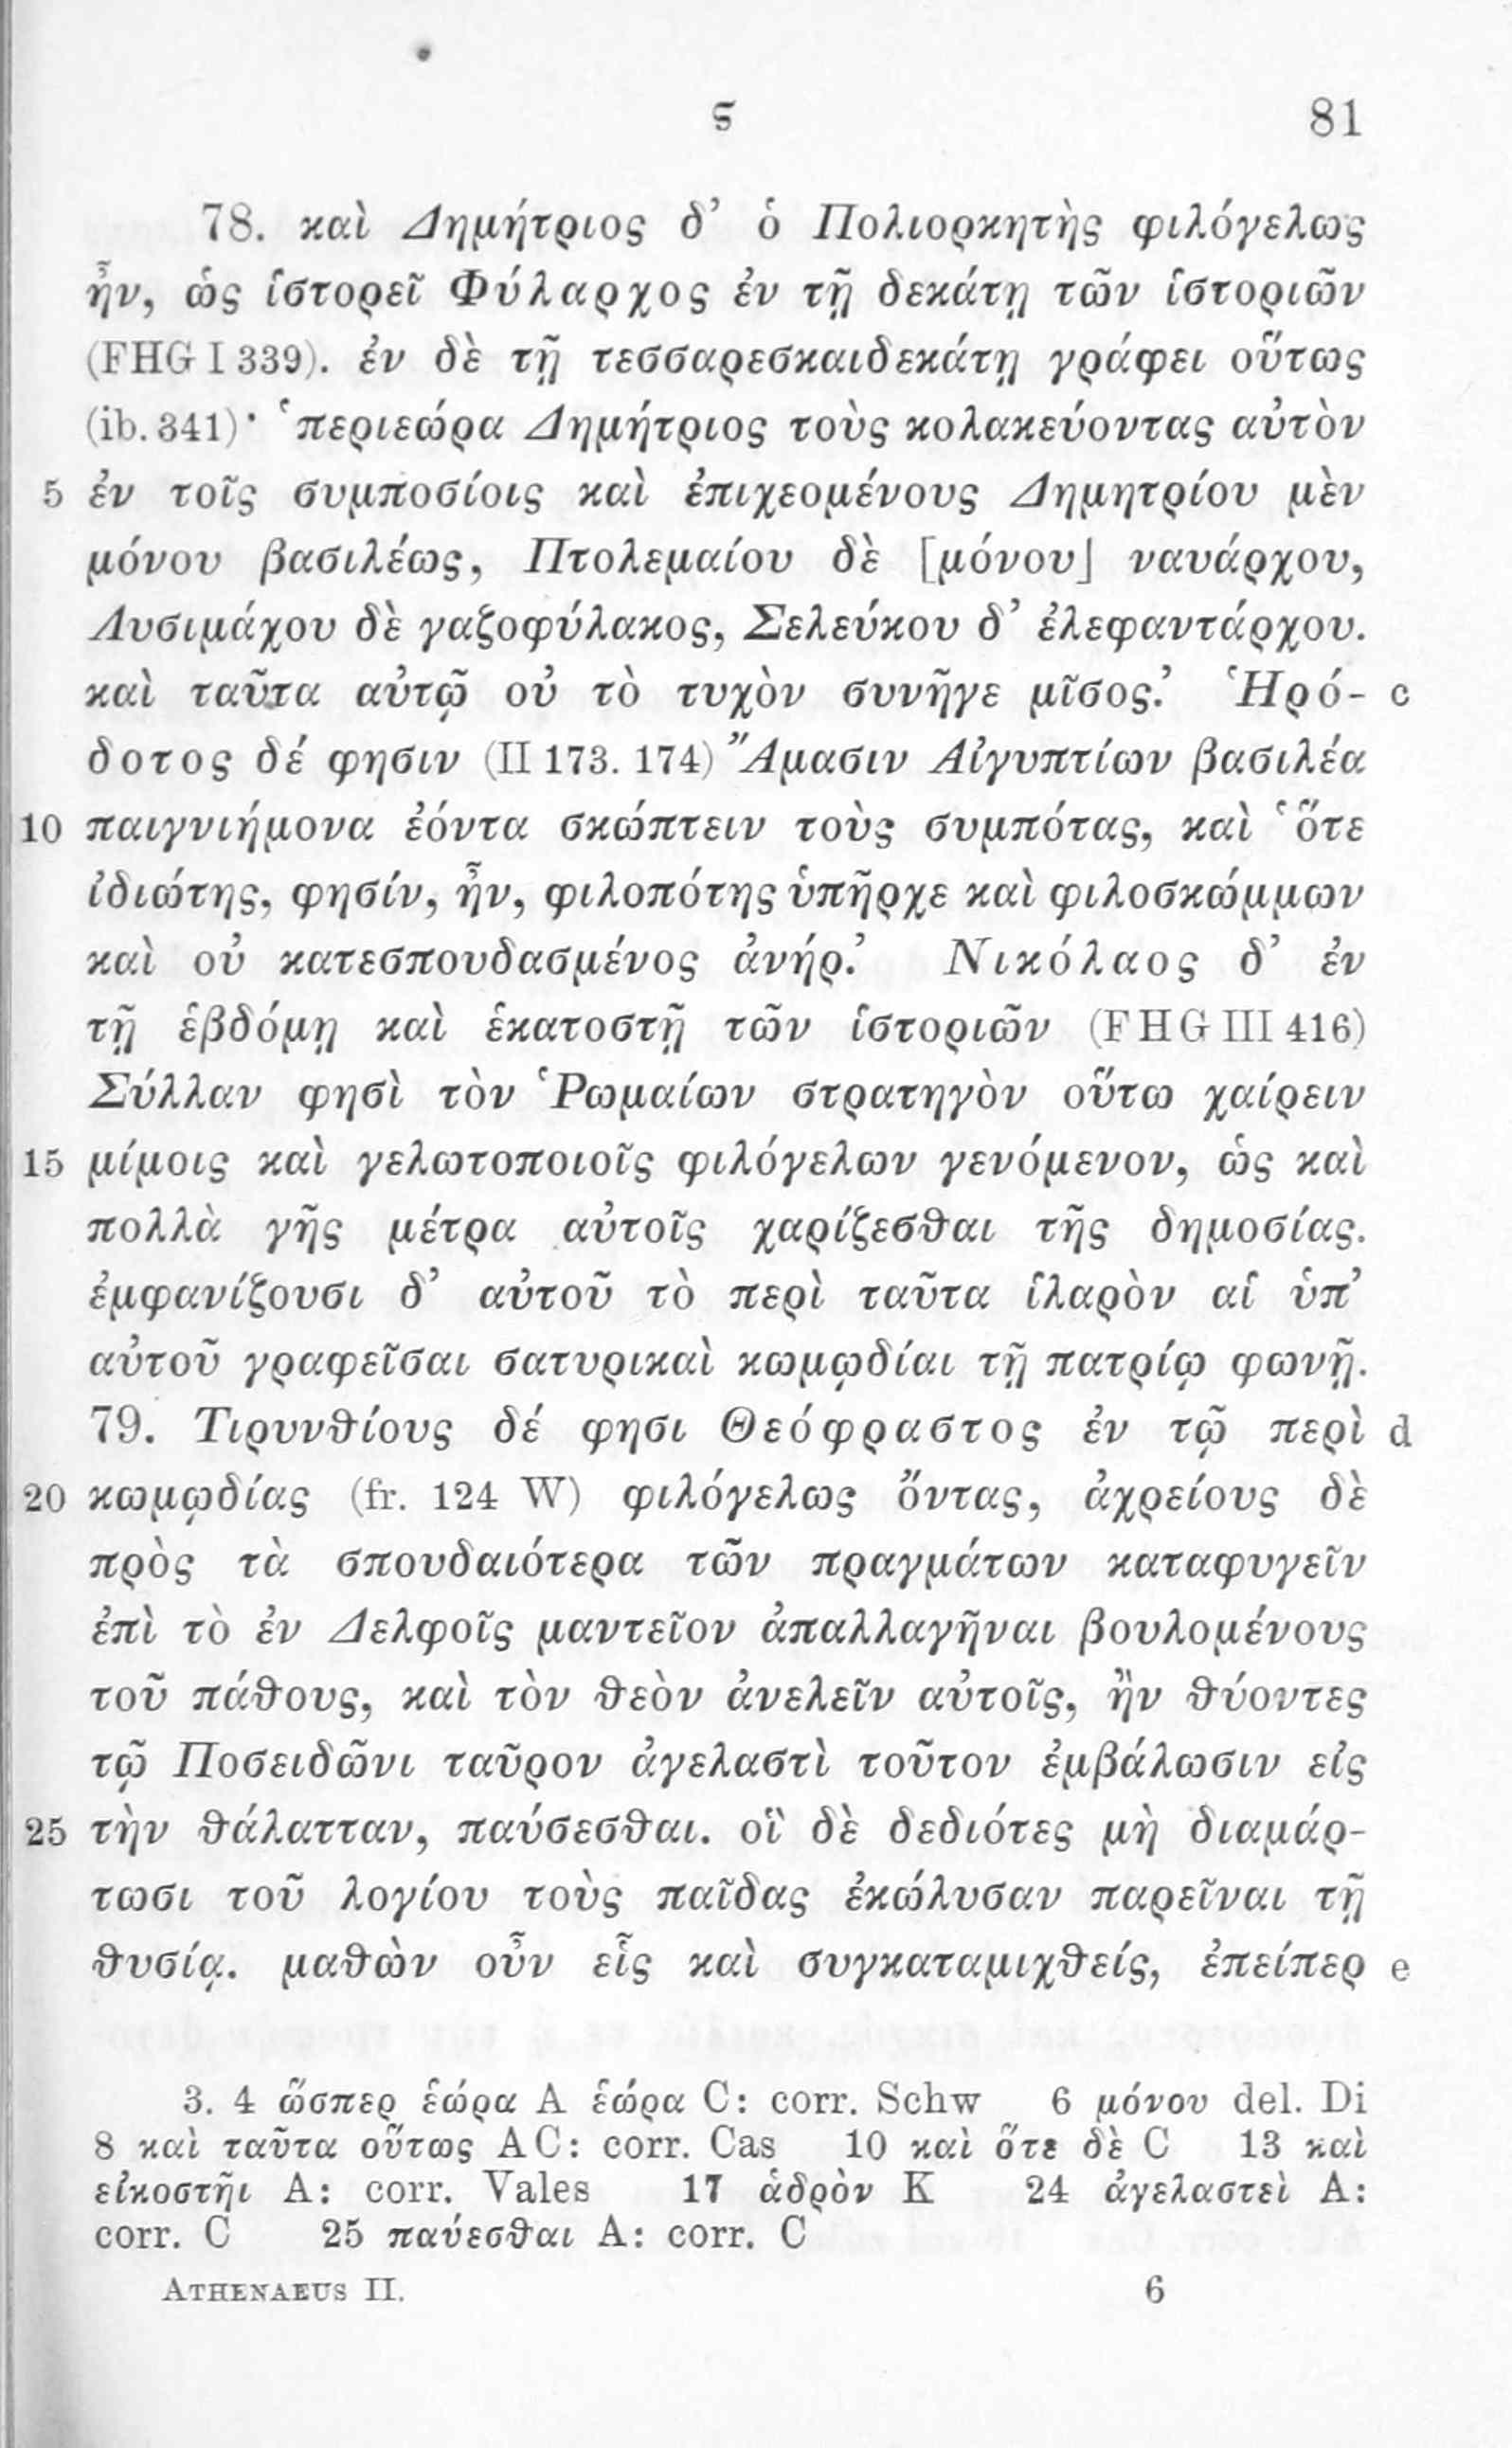 ϛ 81
78. καὶ Δημήτριος δ’ ὁ Πολιορκητὴς φιλόγελως
ἦν, ὡς ἱστορεῖ Φύλαρχος ἐν τῇ δεκάτῃ τῶν ἱστοριῶν
(FHG I 339). ἐν δὲ τῇ τεσσαρεσκαιδεκάτῃ γράφει οὕτως
(ib. 341)· ‘περιεώρα Δημήτριος τοὺς κολακεύοντας αὐτὸν
5 ἐν τοῖς συμποσίοις καὶ ἐπιχεομένους Δημητρίου μὲν
μόνου βασιλέως, Πτολεμαίου δὲ [μόνου] ναυάρχου,
Λυσιμάχου δὲ γαζοφύλακος, Σελεύκου δ’ ἐλεφαντάρχου.
καὶ ταῦτα αὐτῷ οὐ τὸ τυχὸν συνῆγε μῖσος.’ Ἡρό- c
δοτος δέ φησιν (II 173. 174) Ἄμασιν Αἰγυπτίων βασιλέα
10 παιγνιήμονα ἐόντα σκώπτειν τοὺς συμπότας, καὶ ‘ὅτε
ἰδιώτης, φησίν, ἦν, φιλοπότης ὑπῆρχε καὶ φιλοσκώμμων
καὶ οὐ κατεσπουδασμένος ἀνήρ.’ Νικόλαος δ’ ἐν
τῇ ἑβδόμῃ καὶ ἑκατοστῇ τῶν ἱστοριῶν (FHG III 416)
Σύλλαν φησὶ τὸν Ῥωμαίων στρατηγὸν οὕτω χαίρειν
15 μίμοις καὶ γελωτοποιοῖς φιλόγελων γενόμενον, ὡς καὶ
πολλὰ γῆς μέτρα αὐτοῖς χαρίζεσθαι τῆς δημοσίας.
ἐμφανίζουσι δ’ αὐτοῦ τὸ περὶ ταῦτα ἱλαρὸν αἱ ὑπ’
αὐτοῦ γραφεῖσαι σατυρικαὶ κωμῳδίαι τῇ πατρίῳ φωνῇ.
79. Τιρυνθίους δέ φησι Θεόφραστος ἐν τῷ περὶ d
20 κωμῳδίας (fr. 124 W) φιλόγελως ὄντας, ἀχρείους δὲ
πρὸς τὰ σπουδαιότερα τῶν πραγμάτων καταφυγεῖν
ἐπὶ τὸ ἐν Δελφοῖς μαντεῖον ἀπαλλαγῆναι βουλομένους
τοῦ πάθους, καὶ τὸν θεὸν ἀνελεῖν αὐτοῖς, ἢν θύοντες
τῷ Ποσειδῶνι ταῦρον ἀγελαστὶ τοῦτον ἐμβάλωσιν εἰς
25 τὴν θάλατταν, παύσεσθαι. οἳ δὲ δεδιότες μὴ διαμάρ-
τωσι τοῦ λογίου τοὺς παῖδας ἐκώλυσαν παρεῖναι τῇ
θυσίᾳ. μαθὼν οὖν εἷς καὶ συγκαταμιχθείς, ἐπείπερ e
3. 4 ὥσπερ ἑώρα A ἑώρα C: corr. Schw 6 μόνου del. Di
8 καὶ ταῦτα οὕτως AC: corr. Cas 10 καὶ ὅτε δὲ C 13 καὶ
εἰκοστῆι A: corr. Vales 17 ἁδρὸν K 24 ἀγελαστεὶ A:
corr. C 25 παύεσθαι A: corr. C
ATHENAEUS II. 6